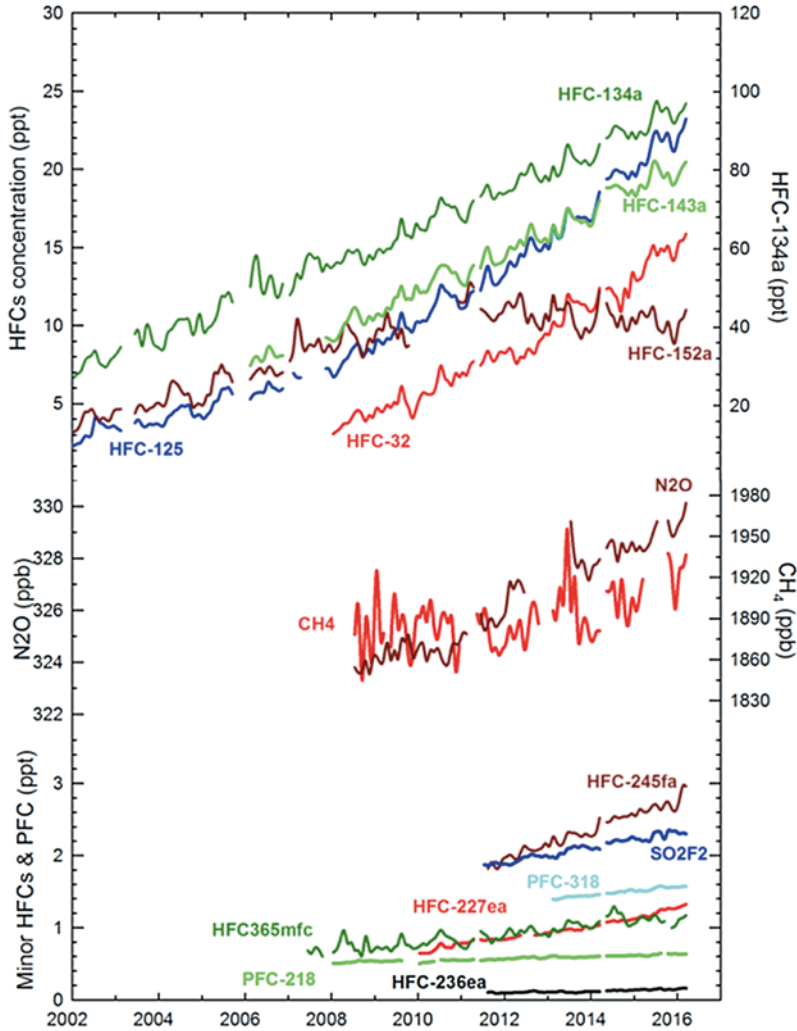 30
25
20
15
10
5
HFCs concentration (ppt)
120
100
80
60
40
20
HFC-134a (ppt)
HFC-134a
HFC-143a
HFC-152a
HFC-125
HFC-32
330
328
326
324
322
N2O (ppb)
1980
1950
1920
1890
1860
1830
CH4 (ppb)
N2O
CH4
3
2
1
0
Minor HFCs & PFC (ppt)
HFC-245fa
SO2F2
PFC-318
HFC-227ea
HFC365mfc
PFC-218
HFC-236ea
2002 2004 2006 2008 2010 2012 2014 2016